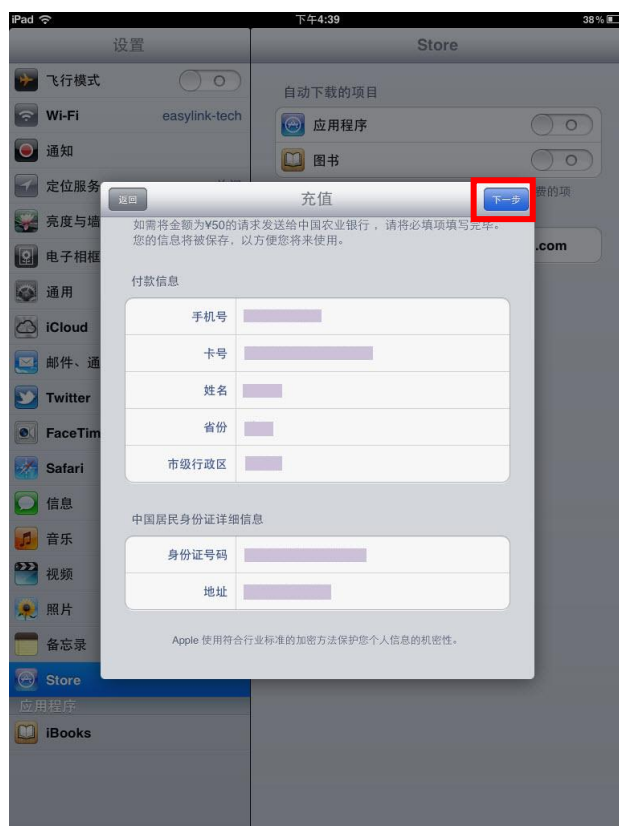 iPad
下午4:39
38%
设置
Store
飞行模式
Wi-Fi
easylink-tech
通知
定位服务
亮度与墙
电子相框
通用
iCloud
邮件、通
Twitter
FaceTim
Safari
信息
音乐
视频
照片
备忘录
Store
应用程序
iBooks
自动下载的项目
应用程序
图书
费的项
.com
返回
充值
下一步
如需将金额为¥50的请求发送给中国农业银行，请将必填项填写完毕。
您的信息将被保存，以方便您将来使用。
付款信息
手机号
卡号
姓名
省份
市级行政区
中国居民身份证详细信息
身份证号码
地址
Apple 使用符合行业标准的加密方法保护您个人信息的机密性。